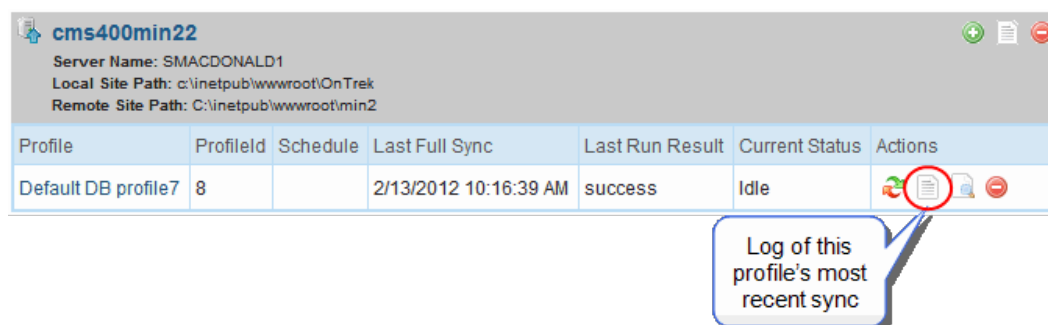 cms400min22
Server Name: SMACDONALD1
Local Site Path: c:\inetpub\wwwroot\OnTrek
Remote Site Path: C:\inetpub\wwwroot\min2
Profile ProfileId Schedule Last Full Sync Last Run Result Current Status Actions
Default DB profile7 8 2/13/2012 10:16:39 AM success Idle
Log of this
profile's most
recent sync